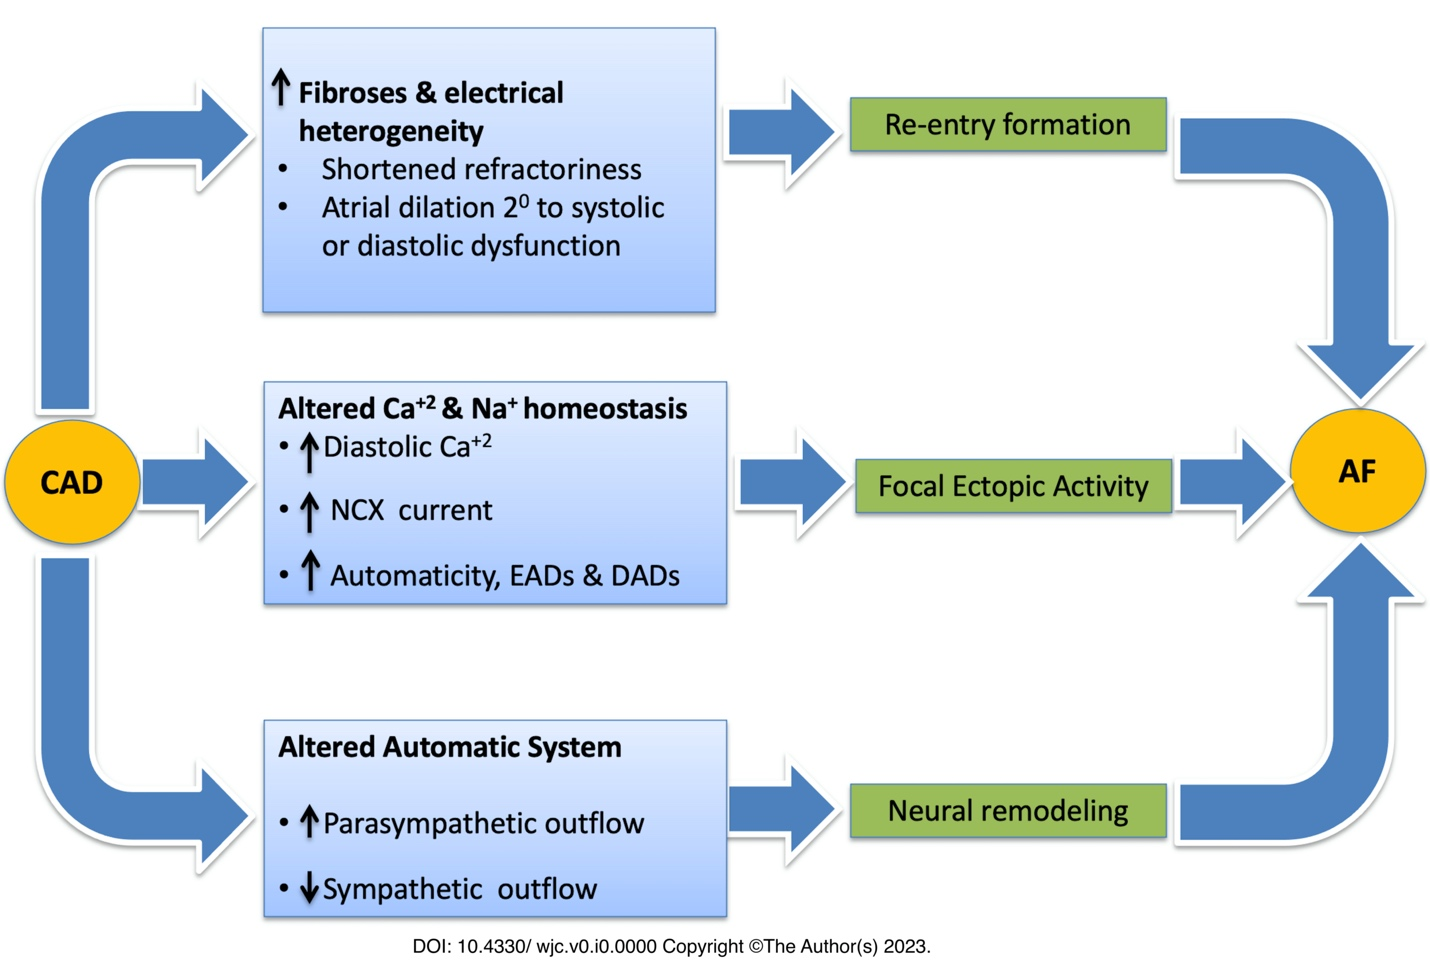 ↑ Fibroses & electrical
heterogeneity
• Shortened refractoriness
• Atrial dilation 2⁰ to systolic
or diastolic dysfunction
Re-entry formation
CAD
Altered Ca⁺² & Na⁺ homeostasis
• ↑ Diastolic Ca⁺²
• ↑ NCX current
• ↑ Automaticity, EADs & DADs
Focal Ectopic Activity
AF
Altered Automatic System
• ↑ Parasympathetic outflow
• ↓ Sympathetic outflow
Neural remodeling
DOI: 10.4330/ wjc.v0.i0.0000 Copyright ©The Author(s) 2023.